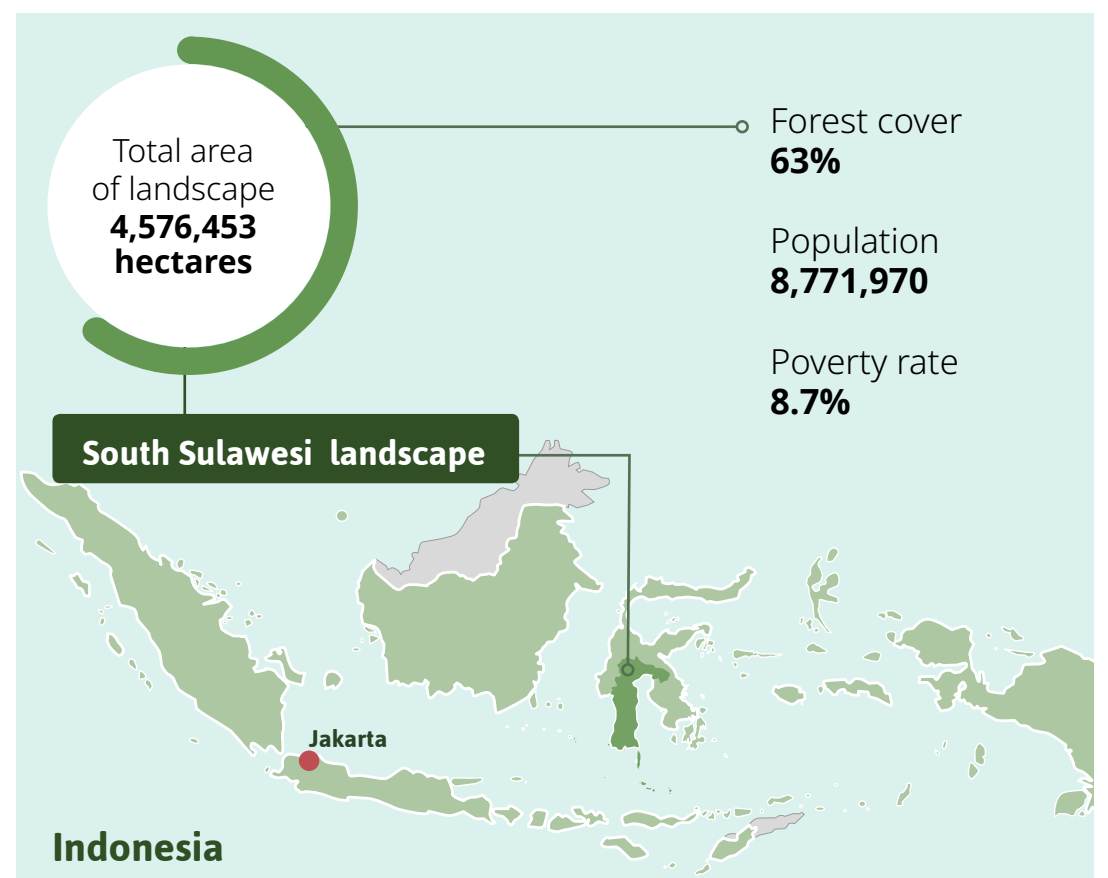 Total area
of landscape
4,576,453
hectares
Forest cover
63%
Population
8,771,970
Poverty rate
8.7%
South Sulawesi landscape
Jakarta
Indonesia